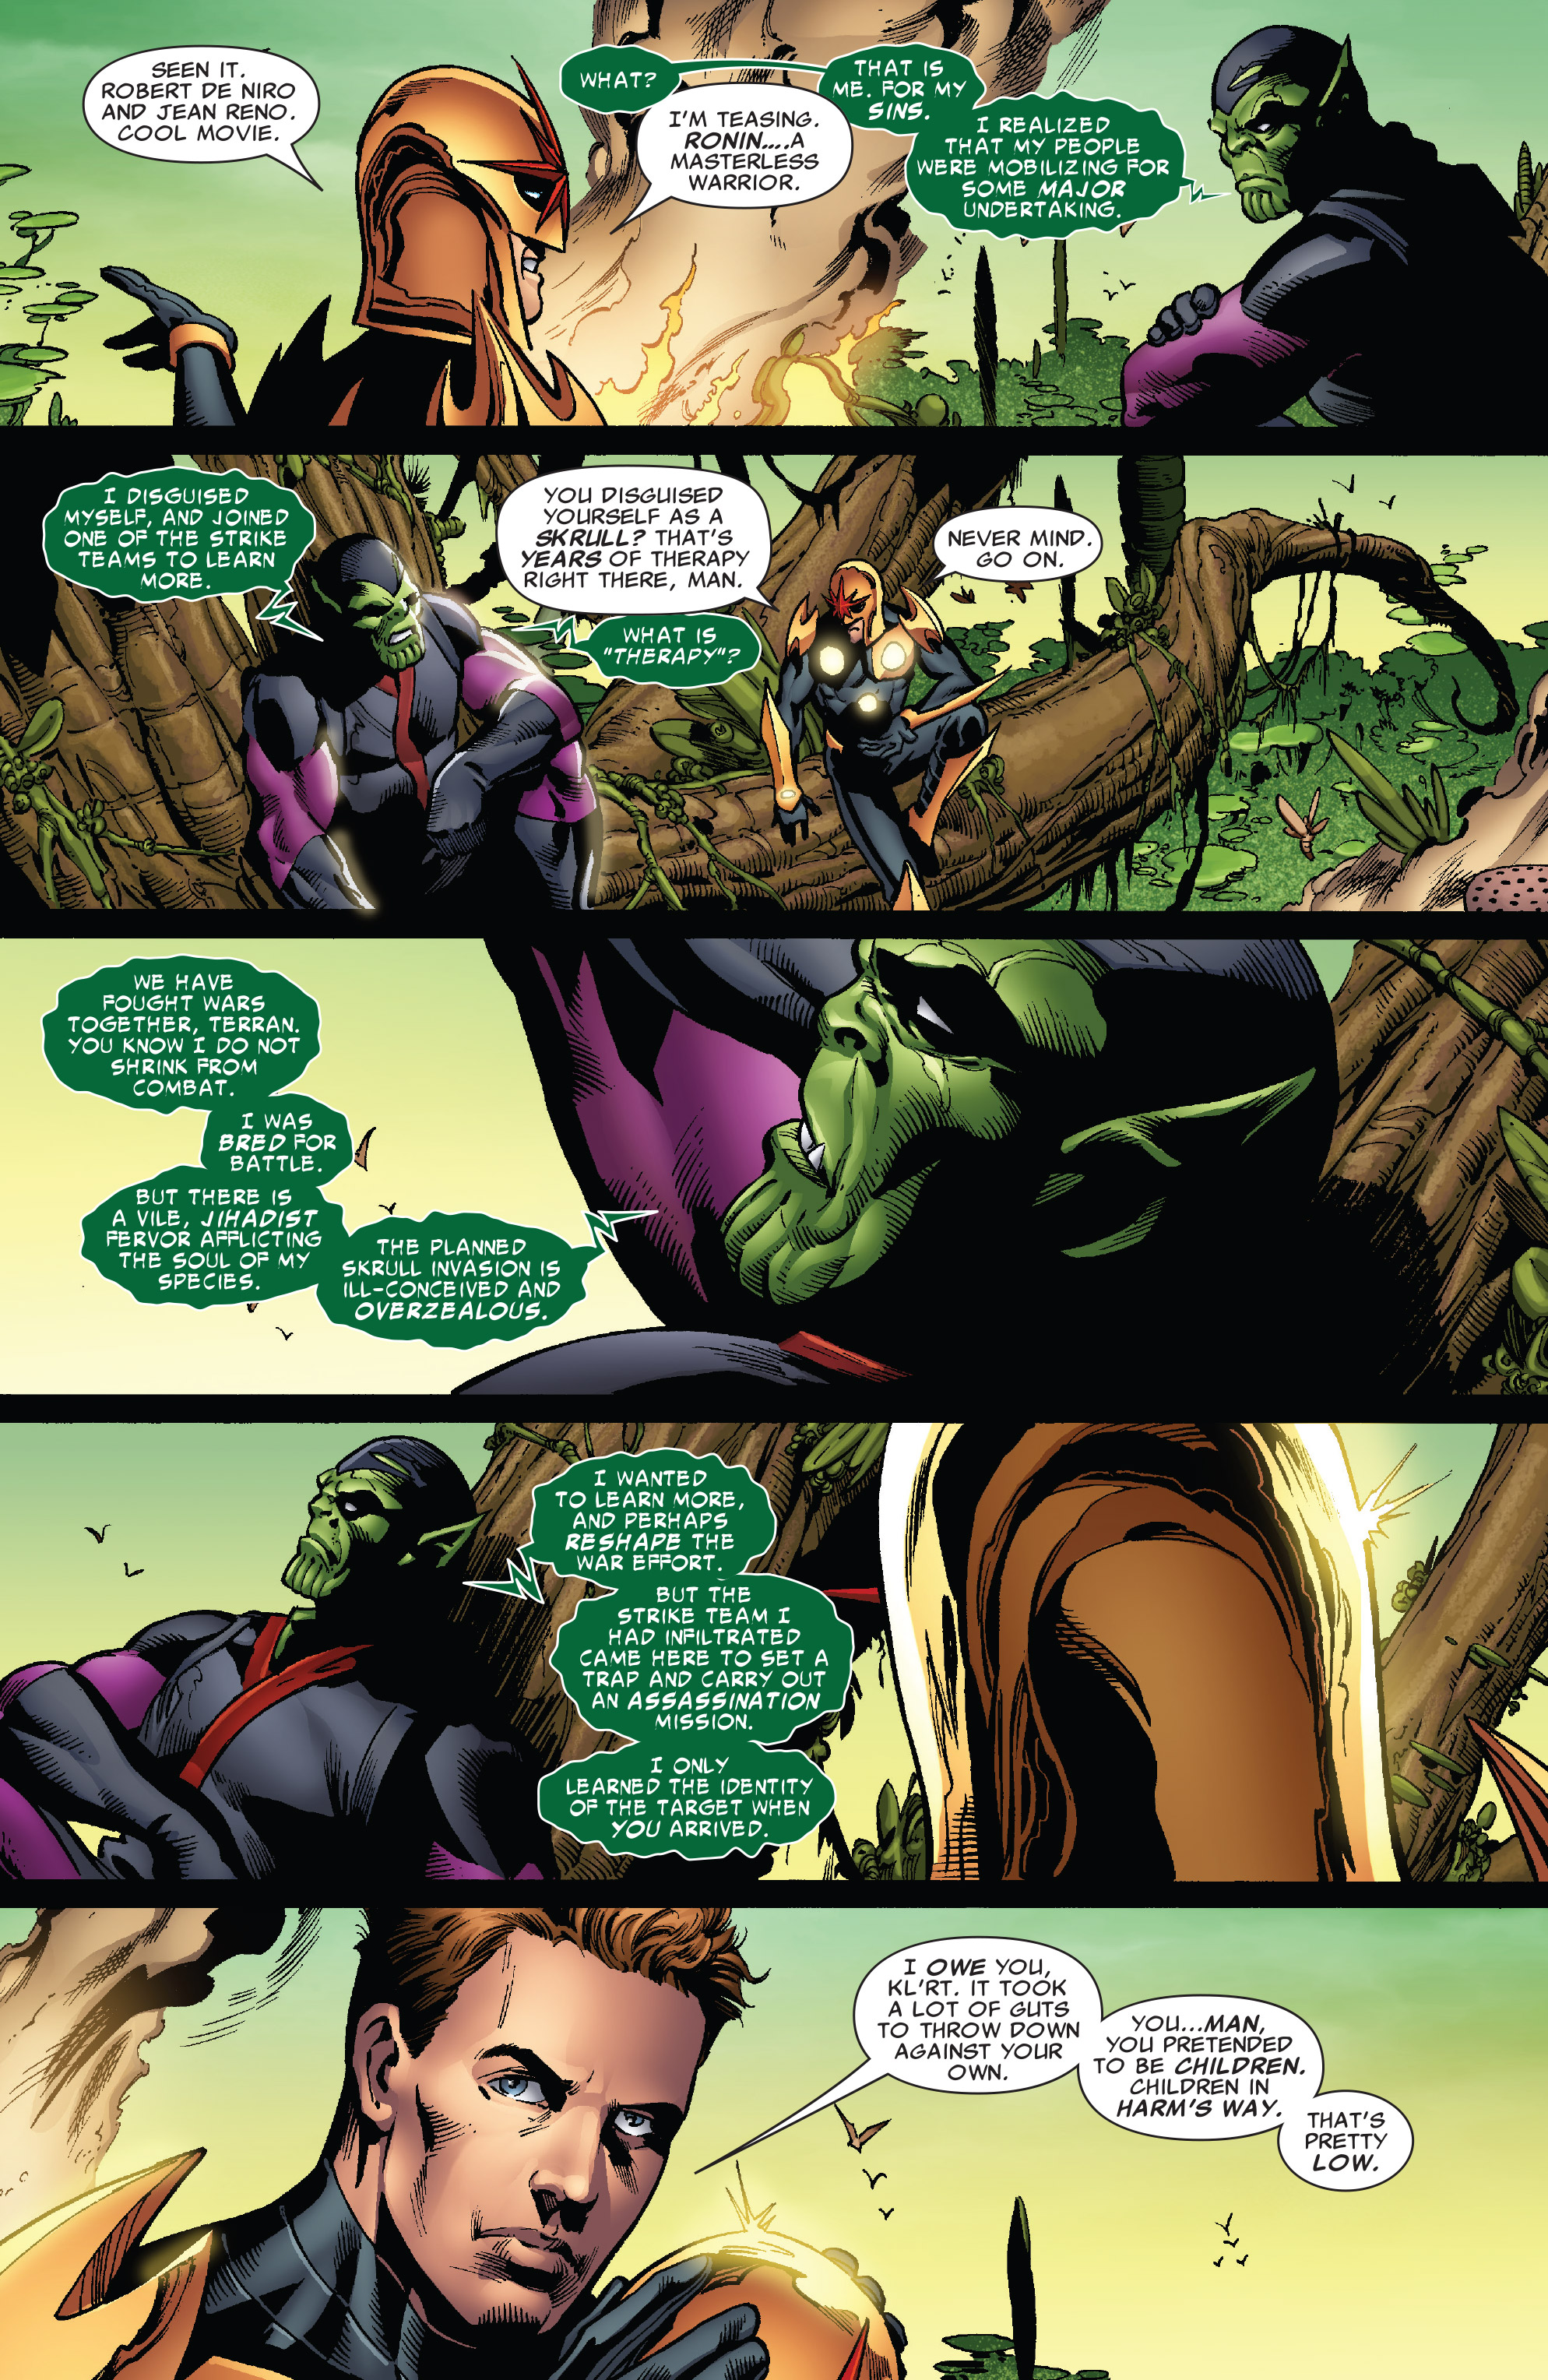 SEEN IT.
ROBERT DE NIRO
AND JEAN RENO.
COOL MOVIE.
WHAT?
I'M TEASING.
RONIN....A
MASTERLESS
WARRIOR.
THAT IS
ME. FOR MY
SINS.
I REALIZED
THAT MY PEOPLE
WERE MOBILIZING FOR
SOME MAJOR
UNDERTAKING.
I DISGUISED
MYSELF, AND JOINED
ONE OF THE STRIKE
TEAMS TO LEARN
MORE.
YOU DISGUISED
YOURSELF AS A
SKRULL? THAT'S
YEARS OF THERAPY
RIGHT THERE, MAN.
WHAT IS
"THERAPY"?
NEVER MIND.
GO ON.
WE HAVE
FOUGHT WARS
TOGETHER, TERRAN.
YOU KNOW I DO NOT
SHRINK FROM
COMBAT.
I WAS
BRED FOR
BATTLE.
BUT THERE IS
A VILE, JIHADIST
FERVOR AFFLICTING
THE SOUL OF MY
SPECIES.
THE PLANNED
SKRULL INVASION IS
ILL-CONCEIVED AND
OVERZEALOUS.
I WANTED
TO LEARN MORE,
AND PERHAPS
RESHAPE THE
WAR EFFORT.
BUT THE
STRIKE TEAM I
HAD INFILTRATED
CAME HERE TO SET A
TRAP AND CARRY OUT
AN ASSASSINATION
MISSION.
I ONLY
LEARNED THE IDENTITY
OF THE TARGET WHEN
YOU ARRIVED.
I OWE YOU,
KL'RT. IT TOOK
A LOT OF GUTS
TO THROW DOWN
AGAINST YOUR
OWN.
YOU...MAN,
YOU PRETENDED
TO BE CHILDREN.
CHILDREN IN
HARM'S WAY.
THAT'S
PRETTY
LOW.